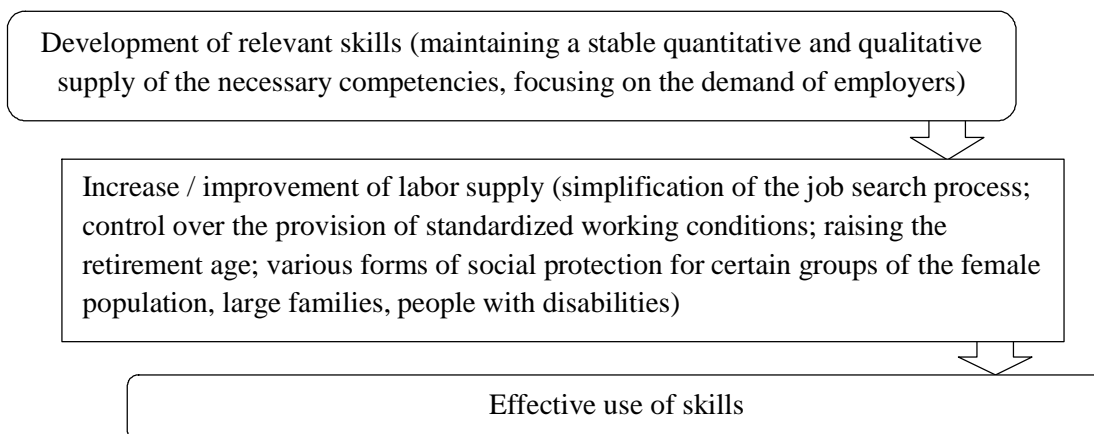 Development of relevant skills (maintaining a stable quantitative and qualitative
supply of the necessary competencies, focusing on the demand of employers)
Increase / improvement of labor supply (simplification of the job search process;
control over the provision of standardized working conditions; raising the
retirement age; various forms of social protection for certain groups of the female
population, large families, people with disabilities)
Effective use of skills